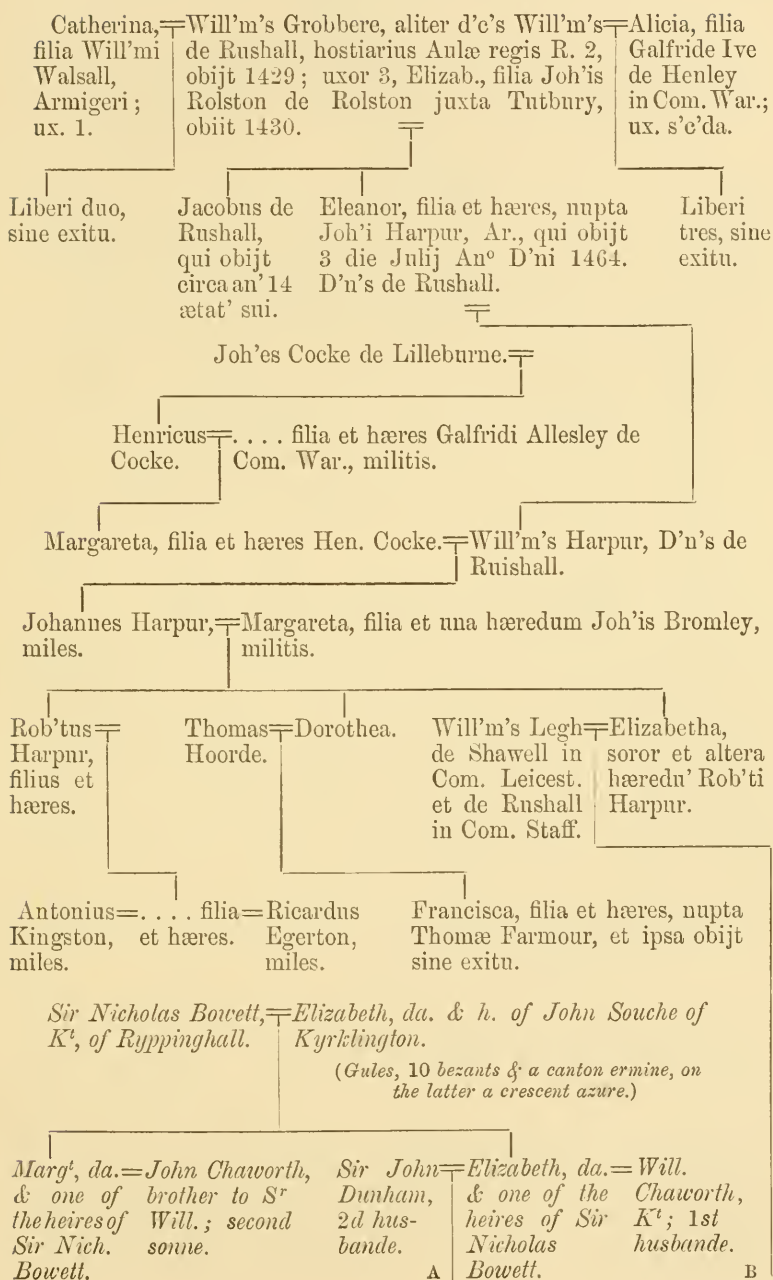 Catherina,
filia Will'mi
Walsall,
Armigeri;
ux. 1.
Will'm's Grobbere, aliter d'c's Will'm's
de Rushall, hostiarius Aulæ regis R. 2,
obijt 1429; uxor 3, Elizab., filia Joh'is
Rolston de Rolston juxta Tutbury,
obiit 1430.
Alicia, filia
Galfride Ive
de Henley
in Com. War.;
ux. s'c'da.
Liberi duo,
sine exitu.
Jacobus de
Rushall,
qui obijt
circa an' 14
ætat' sui.
Eleanor, filia et hæres, nupta
Joh'i Harpur, Ar., qui obijt
3 die Julij Anº D'ni 1464.
D'n's de Rushall.
Liberi
tres, sine
exitu.
Joh'es Cocke de Lilleburne.
Henricus
Cocke.
. . . . filia et hæres Galfridi Allesley de
Com. War., militis.
Margareta, filia et hæres Hen. Cocke.
Will'm's Harpur, D'n's de
Ruishall.
Johannes Harpur,
miles.
Margareta, filia et una hæredum Joh'is Bromley,
militis.
Rob'tus
Harpur,
filius et
hæres.
Thomas
Hoorde.
Dorothea.
Will'm's Legh
de Shawell in
Com. Leicest.
et de Rushall
in Com. Staff.
Elizabetha,
soror et altera
hæredu' Rob'ti
Harpur.
Antonius
Kingston,
miles.
. . . . filia
et hæres.
Ricardus
Egerton,
miles.
Francisca, filia et hæres, nupta
Thomæ Farmour, et ipsa obijt
sine exitu.
Sir Nicholas Bowett,
Kt, of Ryppinghall.
Elizabeth, da. & h. of John Souche of
Kyrklington.
(Gules, 10 bezants & a canton ermine, on
the latter a crescent azure.)
Margt, da.
& one of
the heires of
Sir Nich.
Bowett.
John Chaworth,
brother to Sr
Will.; second
sonne.
Sir John
Dunham,
2d hus-
bande.
A
Elizabeth, da.
& one of the
heires of Sir
Nicholas
Bowett.
Will.
Chaworth,
Kt; 1st
husbande.
B